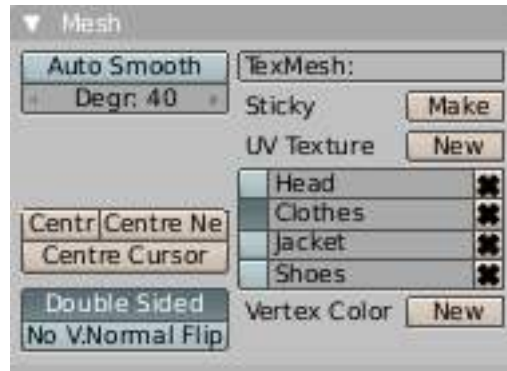 Mesh
Auto Smooth
Degr: 40
TexMesh:
Sticky Make
UV Texture New
Head
Clothes
Jacket
Shoes
Centr Centre Ne
Centre Cursor
Double Sided
No V.Normal Flip
Vertex Color New